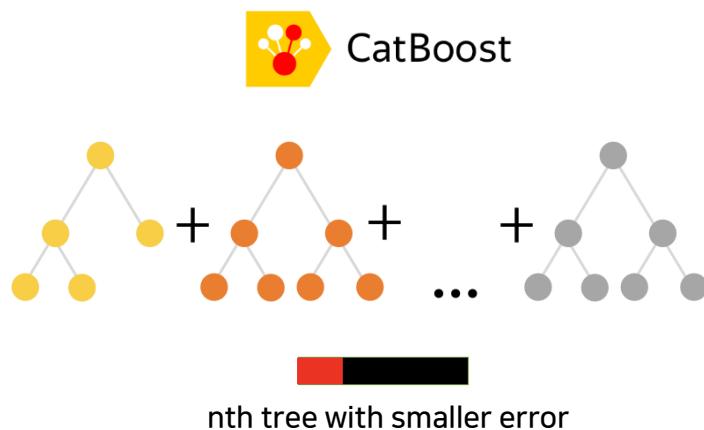 CatBoost
+ + ... +
nth tree with smaller error